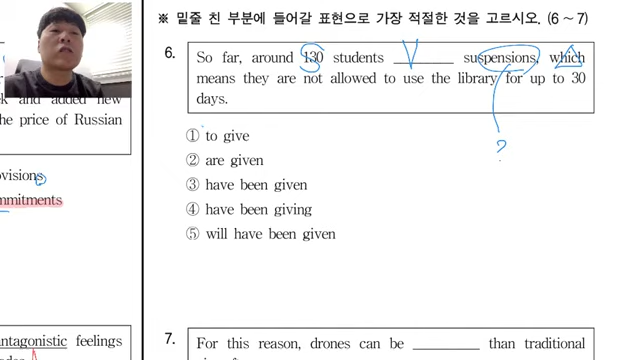 ※ 밑줄 친 부분에 들어갈 표현으로 가장 적절한 것을 고르시오. (6 ~ 7)
6.
So far, around 130 students ________ suspensions, which
means they are not allowed to use the library for up to 30
days.
① to give
② are given
③ have been given
④ have been giving
⑤ will have been given
7.
For this reason, drones can be ________ than traditional
and added new
he price of Russian
ovisions
mmitments
ntagonistic feelings
S
V
?